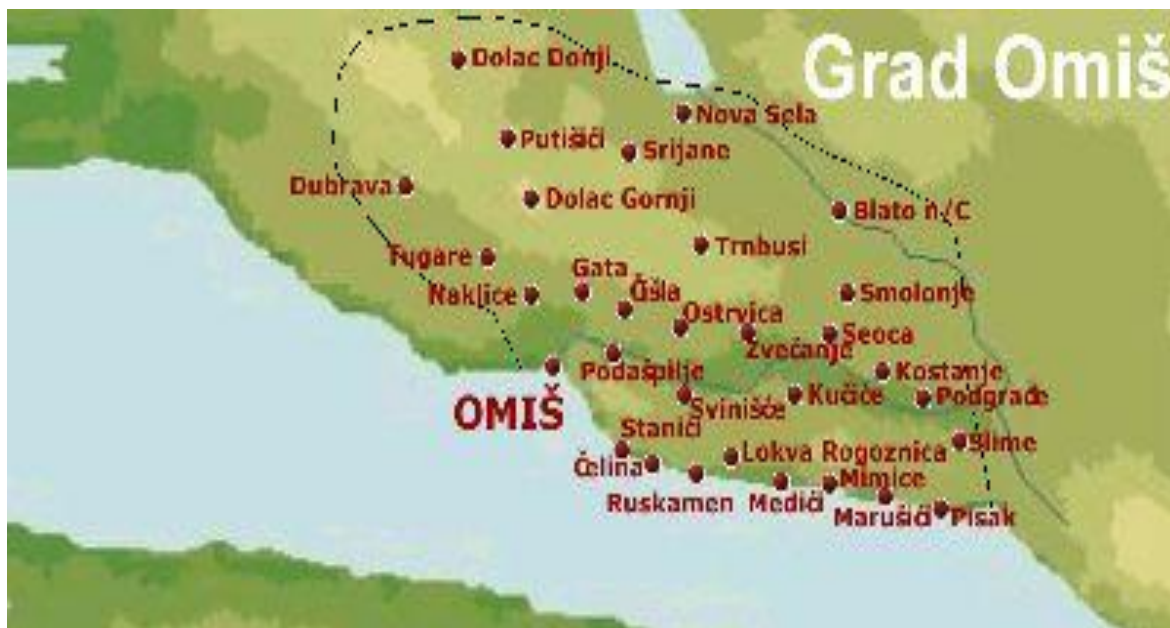 Grad Omiš
Dolac Donji
Nova Sela
Putišići
Srijane
Dubrava
Dolac Gornji
Blato n/C
Trnbusi
Tugare
Gata
Naklice
Čišla
Smolonje
Ostrvica
Seoca
Zvečanje
Podašpilje
Kostanje
OMIŠ
Svinišće
Kučiće
Podgrađe
Stanići
Slime
Lokva Rogoznica
Čelina
Mimice
Ruskamen
Medići
Marušići
Pisak